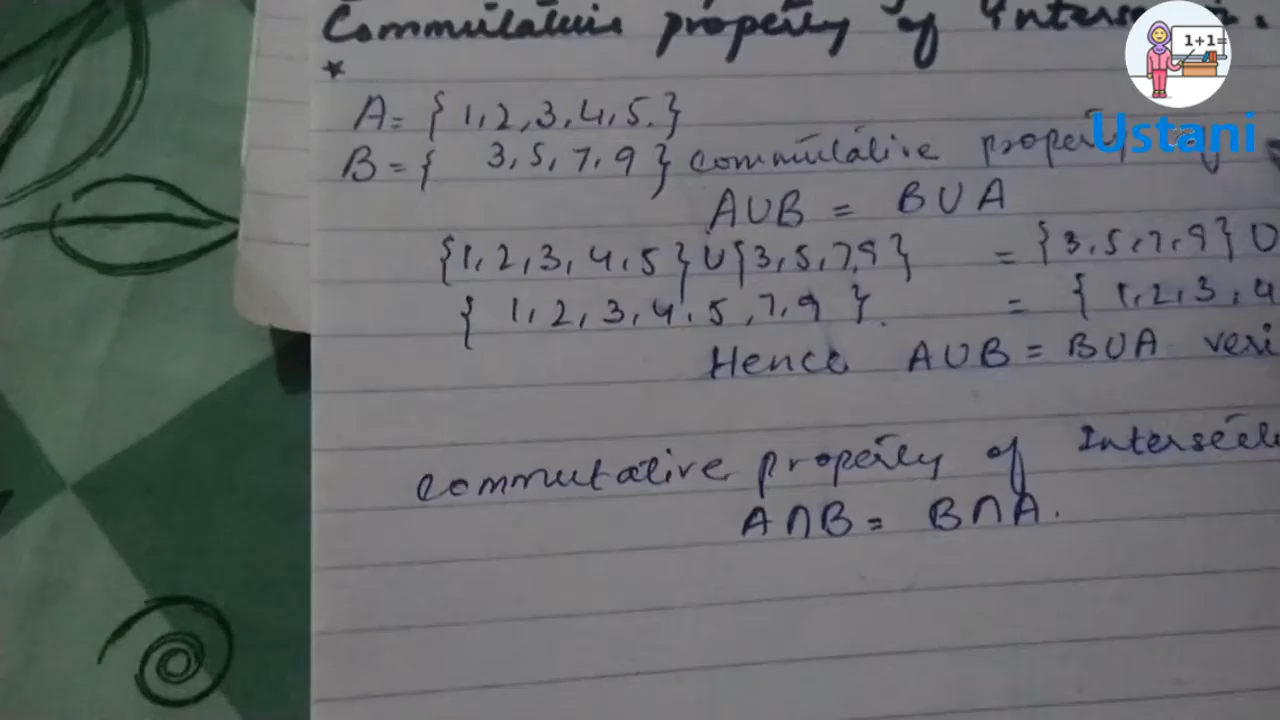 Commutative property of Intersection.
*
A = { 1, 2, 3, 4, 5. }
B = { 3, 5, 7, 9 } commutative property
A∪B = B∪A
{1, 2, 3, 4, 5 } ∪ {3, 5, 7, 9 } = {3, 5, 7, 9 } ∪
{ 1, 2, 3, 4, 5, 7, 9 }. = { 1, 2, 3, 4
Hence A∪B = B∪A veri
commutative property of Intersecti
A∩B = B∩A.
1+1=
Ustani